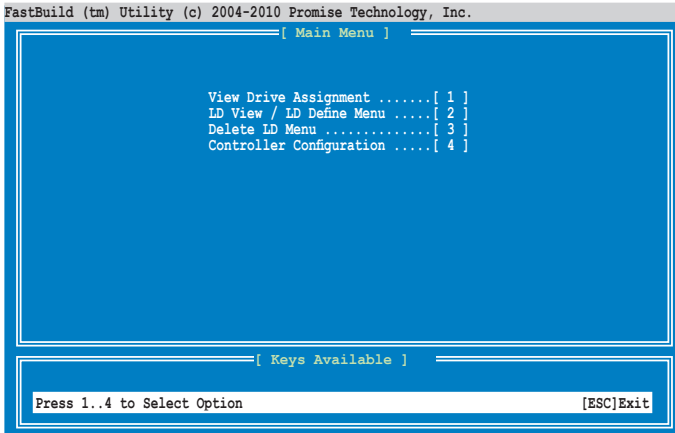 FastBuild (tm) Utility (c) 2004-2010 Promise Technology, Inc.
[ Main Menu ]
View Drive Assignment .......[ 1 ]
LD View / LD Define Menu .....[ 2 ]
Delete LD Menu ..............[ 3 ]
Controller Configuration .....[ 4 ]
[ Keys Available ]
Press 1..4 to Select Option [ESC]Exit